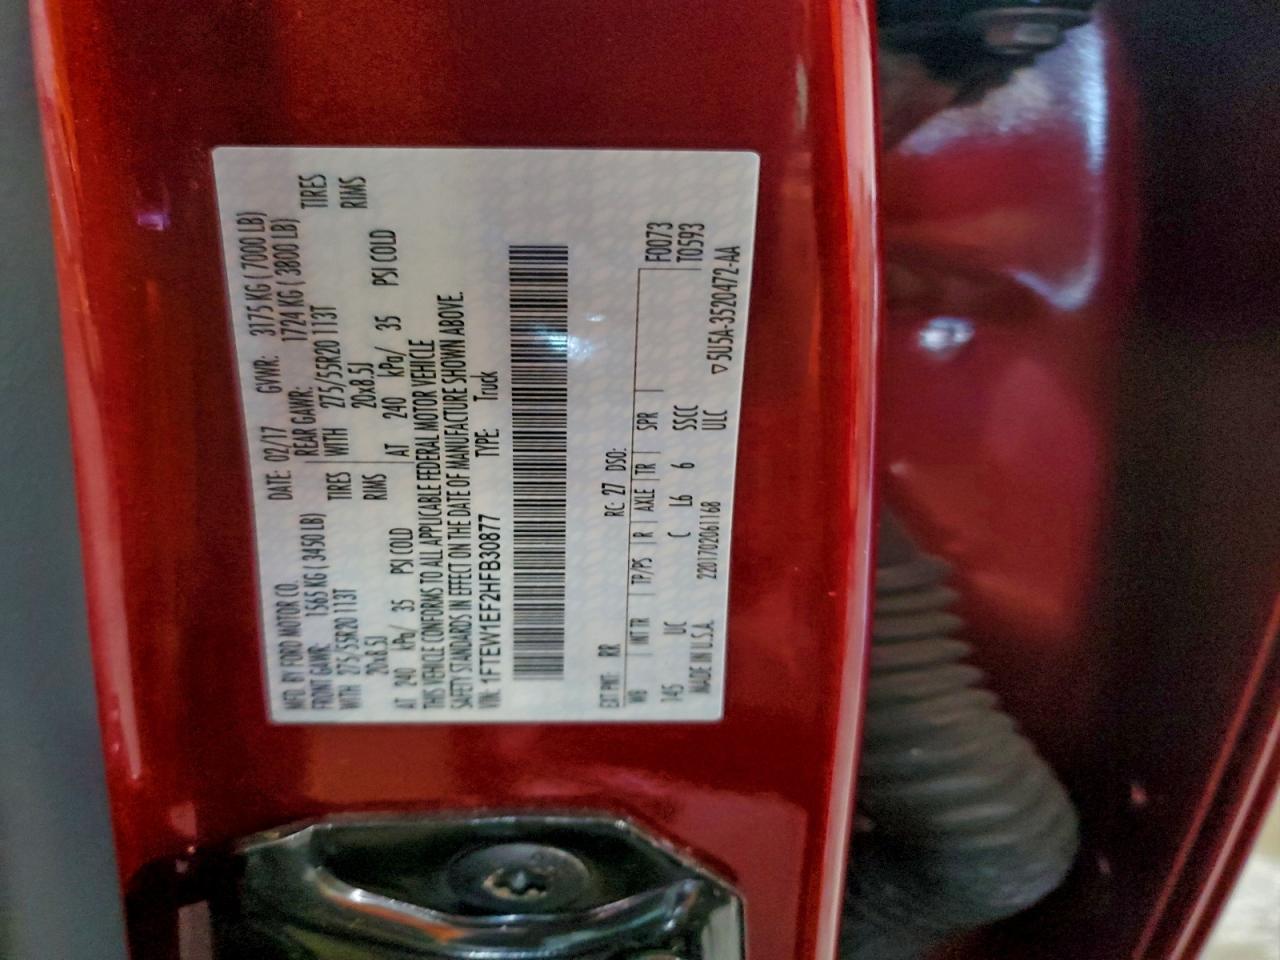 MFD. BY FORD MOTOR CO. DATE: 02/17 GVWR: 3175 KG ( 7000 LB)
FRONT GAWR: 1565 KG ( 3450 LB) REAR GAWR: 1724 KG ( 3800 LB)
WITH 275/55R20 113T TIRES WITH 275/55R20 113T TIRES
20x8.5J RIMS 20x8.5J RIMS
AT 240 kPa/ 35 PSI COLD AT 240 kPa/ 35 PSI COLD
THIS VEHICLE CONFORMS TO ALL APPLICABLE FEDERAL MOTOR VEHICLE
SAFETY STANDARDS IN EFFECT ON THE DATE OF MANUFACTURE SHOWN ABOVE.
VIN: 1FTEW1EF2HFB30877 TYPE: Truck
EXT PNT: RR RC: 27 DSO:
WB INT TR TP/PS R AXLE TR SPR F0073
145 UC C L6 6 SSCC T0593
MADE IN U.S.A. 2201702061168 ULC ▽5U5A-3520472-AA